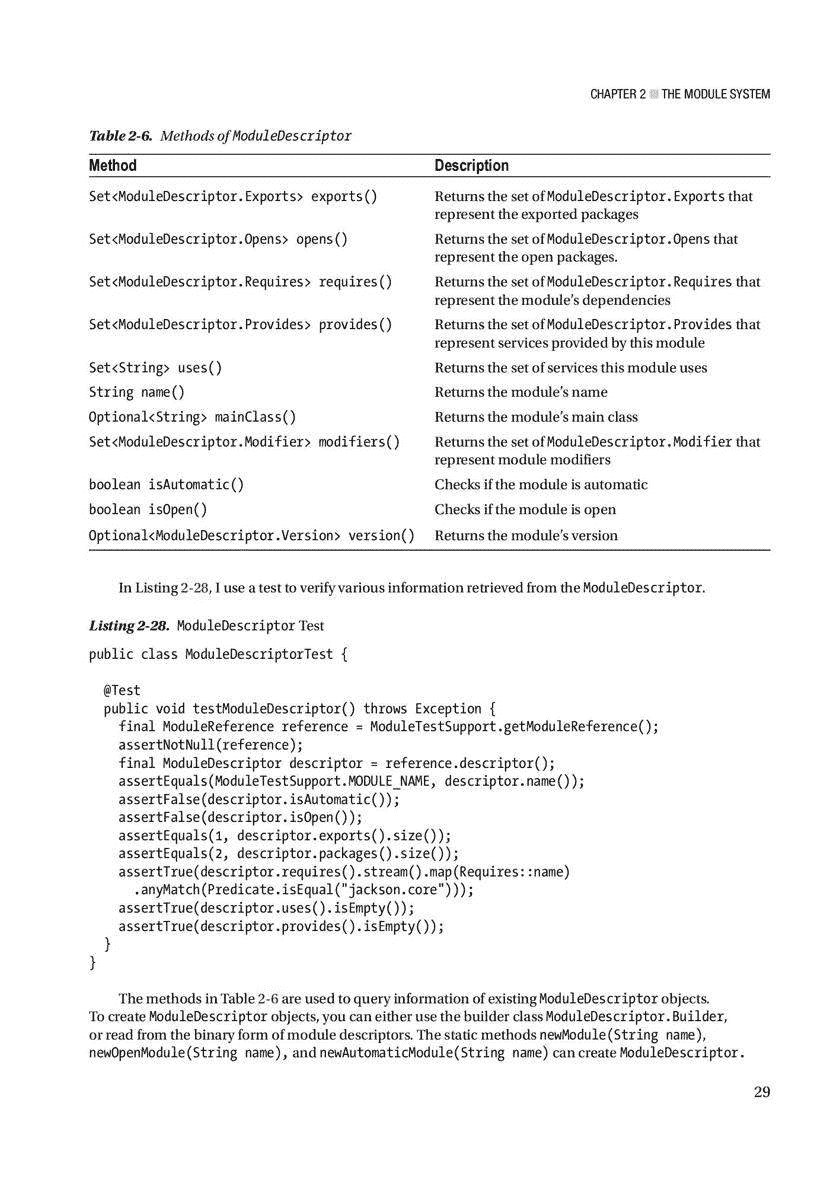 CHAPTER 2 ■ THE MODULE SYSTEM
Table 2-6. Methods of ModuleDescriptor
Method Description
Set<ModuleDescriptor.Exports> exports() Returns the set of ModuleDescriptor.Exports that
represent the exported packages
Set<ModuleDescriptor.Opens> opens() Returns the set of ModuleDescriptor.Opens that
represent the open packages.
Set<ModuleDescriptor.Requires> requires() Returns the set of ModuleDescriptor.Requires that
represent the module’s dependencies
Set<ModuleDescriptor.Provides> provides() Returns the set of ModuleDescriptor.Provides that
represent services provided by this module
Set<String> uses() Returns the set of services this module uses
String name() Returns the module’s name
Optional<String> mainClass() Returns the module’s main class
Set<ModuleDescriptor.Modifier> modifiers() Returns the set of ModuleDescriptor.Modifier that
represent module modifiers
boolean isAutomatic() Checks if the module is automatic
boolean isOpen() Checks if the module is open
Optional<ModuleDescriptor.Version> version() Returns the module’s version
In Listing 2-28, I use a test to verify various information retrieved from the ModuleDescriptor.
Listing 2-28. ModuleDescriptor Test
public class ModuleDescriptorTest {
@Test
public void testModuleDescriptor() throws Exception {
final ModuleReference reference = ModuleTestSupport.getModuleReference();
assertNotNull(reference);
final ModuleDescriptor descriptor = reference.descriptor();
assertEquals(ModuleTestSupport.MODULE_NAME, descriptor.name());
assertFalse(descriptor.isAutomatic());
assertFalse(descriptor.isOpen());
assertEquals(1, descriptor.exports().size());
assertEquals(2, descriptor.packages().size());
assertTrue(descriptor.requires().stream().map(Requires::name)
.anyMatch(Predicate.isEqual("jackson.core")));
assertTrue(descriptor.uses().isEmpty());
assertTrue(descriptor.provides().isEmpty());
}
}
The methods in Table 2-6 are used to query information of existing ModuleDescriptor objects.
To create ModuleDescriptor objects, you can either use the builder class ModuleDescriptor.Builder,
or read from the binary form of module descriptors. The static methods newModule(String name),
newOpenModule(String name), and newAutomaticModule(String name) can create ModuleDescriptor.
29